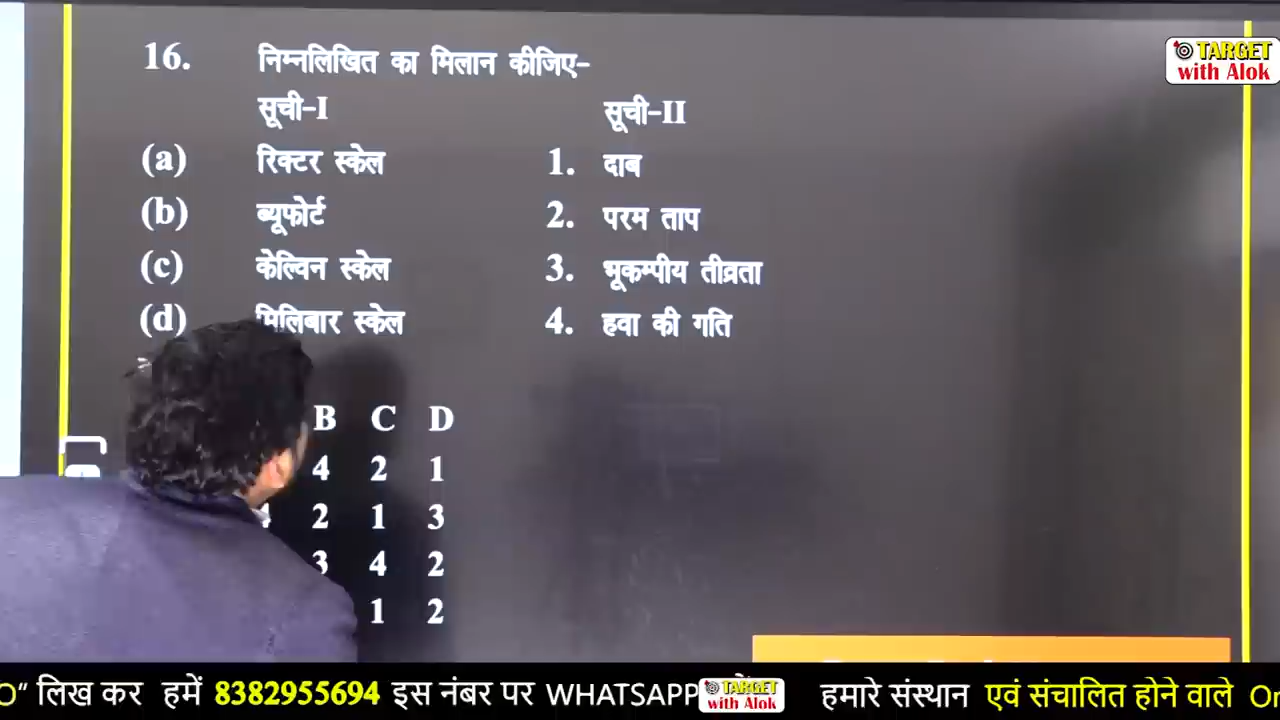 TARGET
with Alok
16. निम्नलिखित का मिलान कीजिए-
सूची-I सूची-II
(a) रिक्टर स्केल 1. दाब
(b) ब्यूफोर्ट 2. परम ताप
(c) केल्विन स्केल 3. भूकम्पीय तीव्रता
(d) मिलिबार स्केल 4. हवा की गति
B C D
4 2 1
2 1 3
3 4 2
1 2
O" लिख कर हमें 8382955694 इस नंबर पर WHATSAPP TARGET with Alok हमारे संस्थान एवं संचालित होने वाले